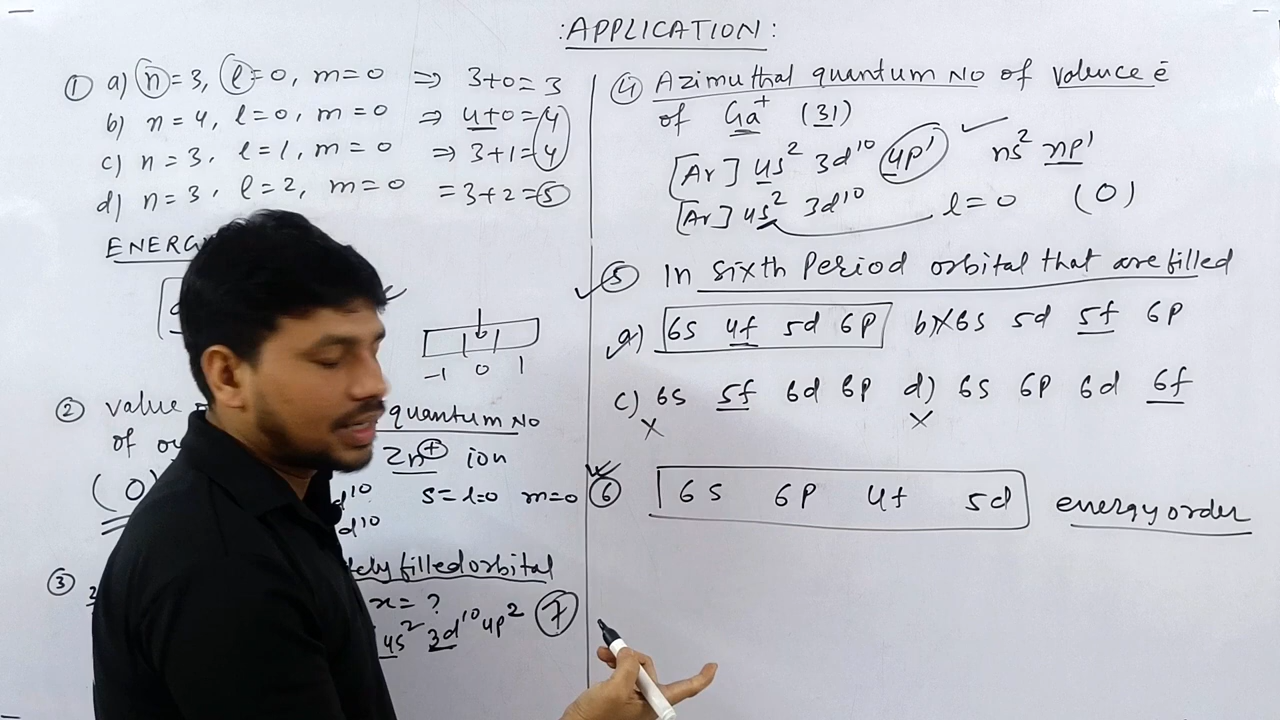 :APPLICATION:
① a) n=3, l=0, m=0 ⇒ 3+0=3
b) n=4, l=0, m=0 ⇒ 4+0=4
c) n=3, l=1, m=0 ⇒ 3+1=4
d) n=3, l=2, m=0 =3+2=5
ENERG
-1 0 1
② value quantum No
of Zn+ ion
(0) d10 s=l=0 m=0
d10
③ filled orbital
x=?
4s2 3d10 4p2 7
④ Azimuthal quantum No of valence ē
of Ga+ (31)
[Ar] 4s2 3d10 4p1 ns2 np1
[Ar] 4s2 3d10 l=0 (0)
⑤ In sixth Period orbital that are filled
a) 6s 4f 5d 6p b) 6s 5d 5f 6p
c) 6s 5f 6d 6p d) 6s 6p 6d 6f
⑥ 6s 6p 4f 5d energy order